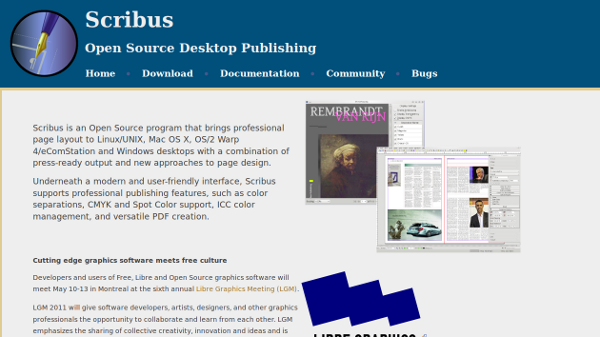 Scribus
Open Source Desktop Publishing
Home • Download • Documentation • Community • Bugs
Scribus is an Open Source program that brings professional
page layout to Linux/UNIX, Mac OS X, OS/2 Warp
4/eComStation and Windows desktops with a combination of
press-ready output and new approaches to page design.
Underneath a modern and user-friendly interface, Scribus
supports professional publishing features, such as color
separations, CMYK and Spot Color support, ICC color
management, and versatile PDF creation.
REMBRANDT
VAN RIJN
Cutting edge graphics software meets free culture
Developers and users of Free, Libre and Open Source graphics software will
meet May 10-13 in Montreal at the sixth annual Libre Graphics Meeting (LGM).
LGM 2011 will give software developers, artists, designers, and other graphics
professionals the opportunity to collaborate and learn from each other. LGM
emphasizes the sharing of collective creativity, innovation and ideas and is
LIBRE GRAPHICS